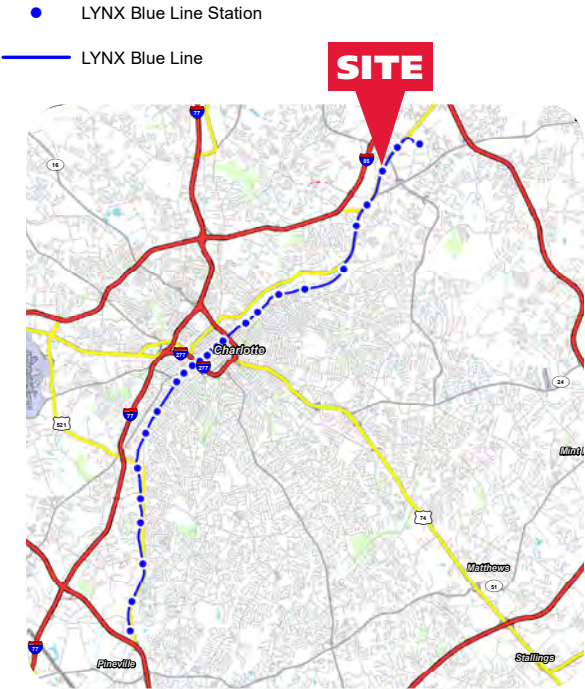 LYNX Blue Line Station
LYNX Blue Line
SITE
77
16
85
277
Charlotte
277
24
77
521
Mint
74
Matthews
51
77
Stallings
Pineville